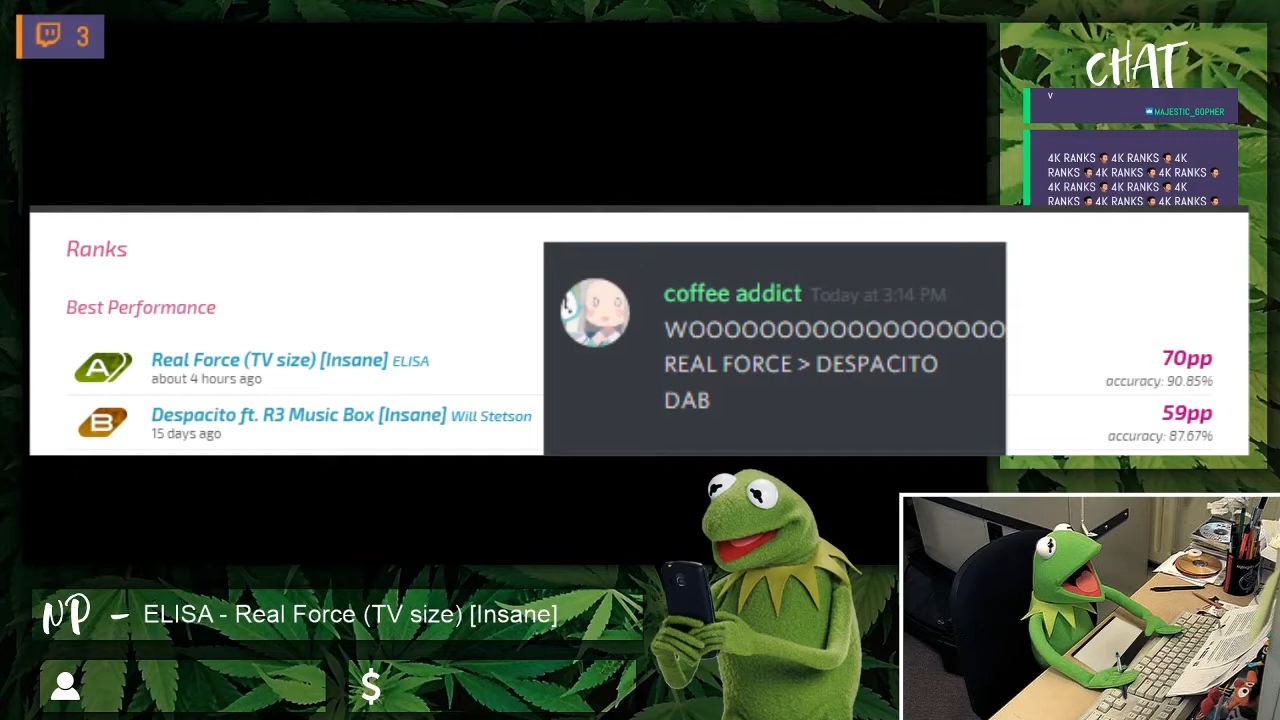 3
CHAT
V
MAJESTIC_GOPHER
4K RANKS 4K RANKS 4K
RANKS 4K RANKS 4K RANKS
4K RANKS 4K RANKS 4K
RANKS 4K RANKS 4K RANKS
Ranks
Best Performance
A Real Force (TV size) [Insane] ELISA
about 4 hours ago
70pp
accuracy: 90.85%
B Despacito ft. R3 Music Box [Insane] Will Stetson
15 days ago
59pp
accuracy: 87.67%
coffee addict Today at 3:14 PM
WOOOOOOOOOOOOOOOOOO
REAL FORCE > DESPACITO
DAB
NP – ELISA - Real Force (TV size) [Insane]
$